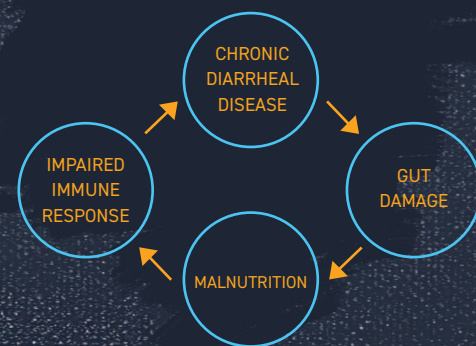 CHRONIC
DIARRHEAL
DISEASE
IMPAIRED
IMMUNE
RESPONSE
GUT
DAMAGE
MALNUTRITION